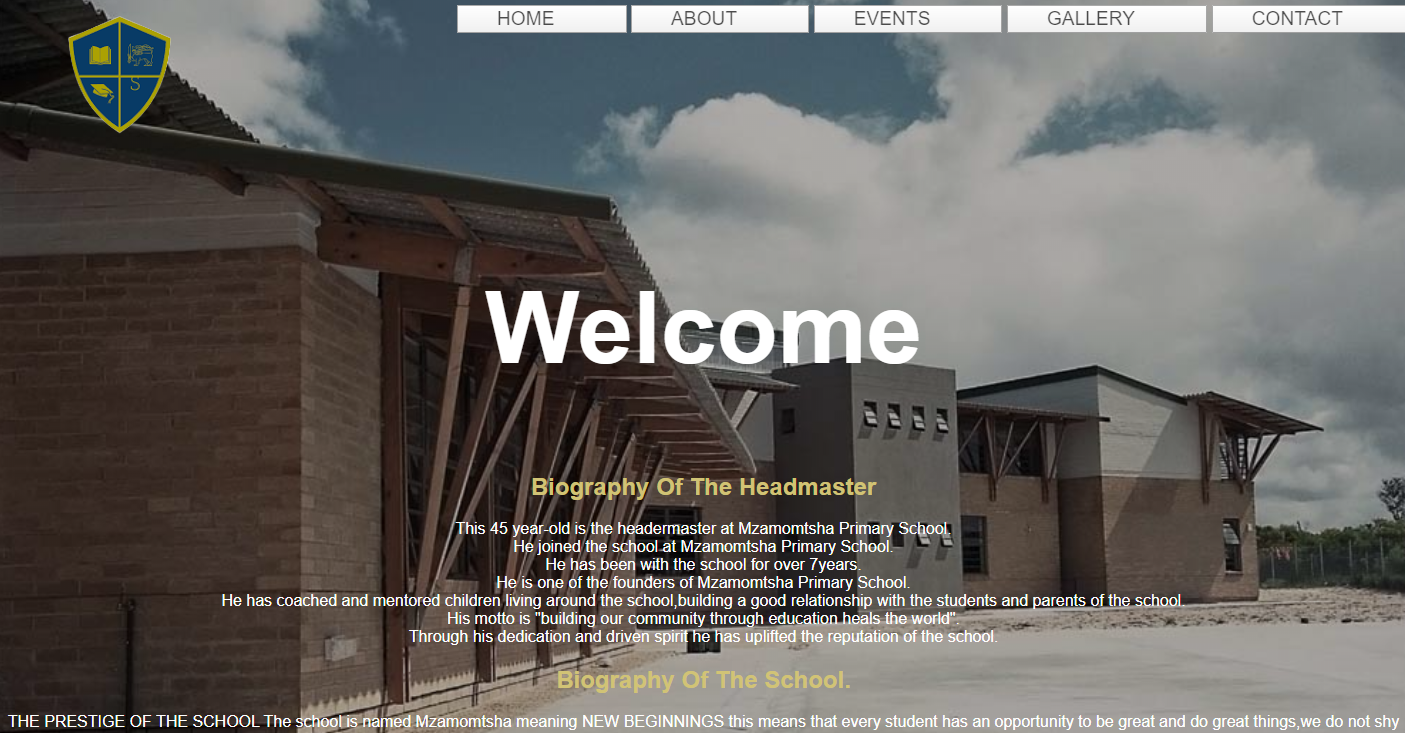 HOME ABOUT EVENTS GALLERY CONTACT
S
Welcome
Biography Of The Headmaster
This 45 year-old is the headermaster at Mzamomtsha Primary School.
He joined the school at Mzamomtsha Primary School.
He has been with the school for over 7years.
He is one of the founders of Mzamomtsha Primary School.
He has coached and mentored children living around the school,building a good relationship with the students and parents of the school.
His motto is "building our community through education heals the world".
Through his dedication and driven spirit he has uplifted the reputation of the school.
Biography Of The School.
THE PRESTIGE OF THE SCHOOL The school is named Mzamomtsha meaning NEW BEGINNINGS this means that every student has an opportunity to be great and do great things,we do not shy